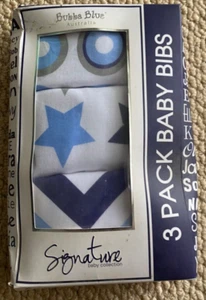 Bubba Blue
Australia
3 PACK BABY BIBS
Signature
baby collection